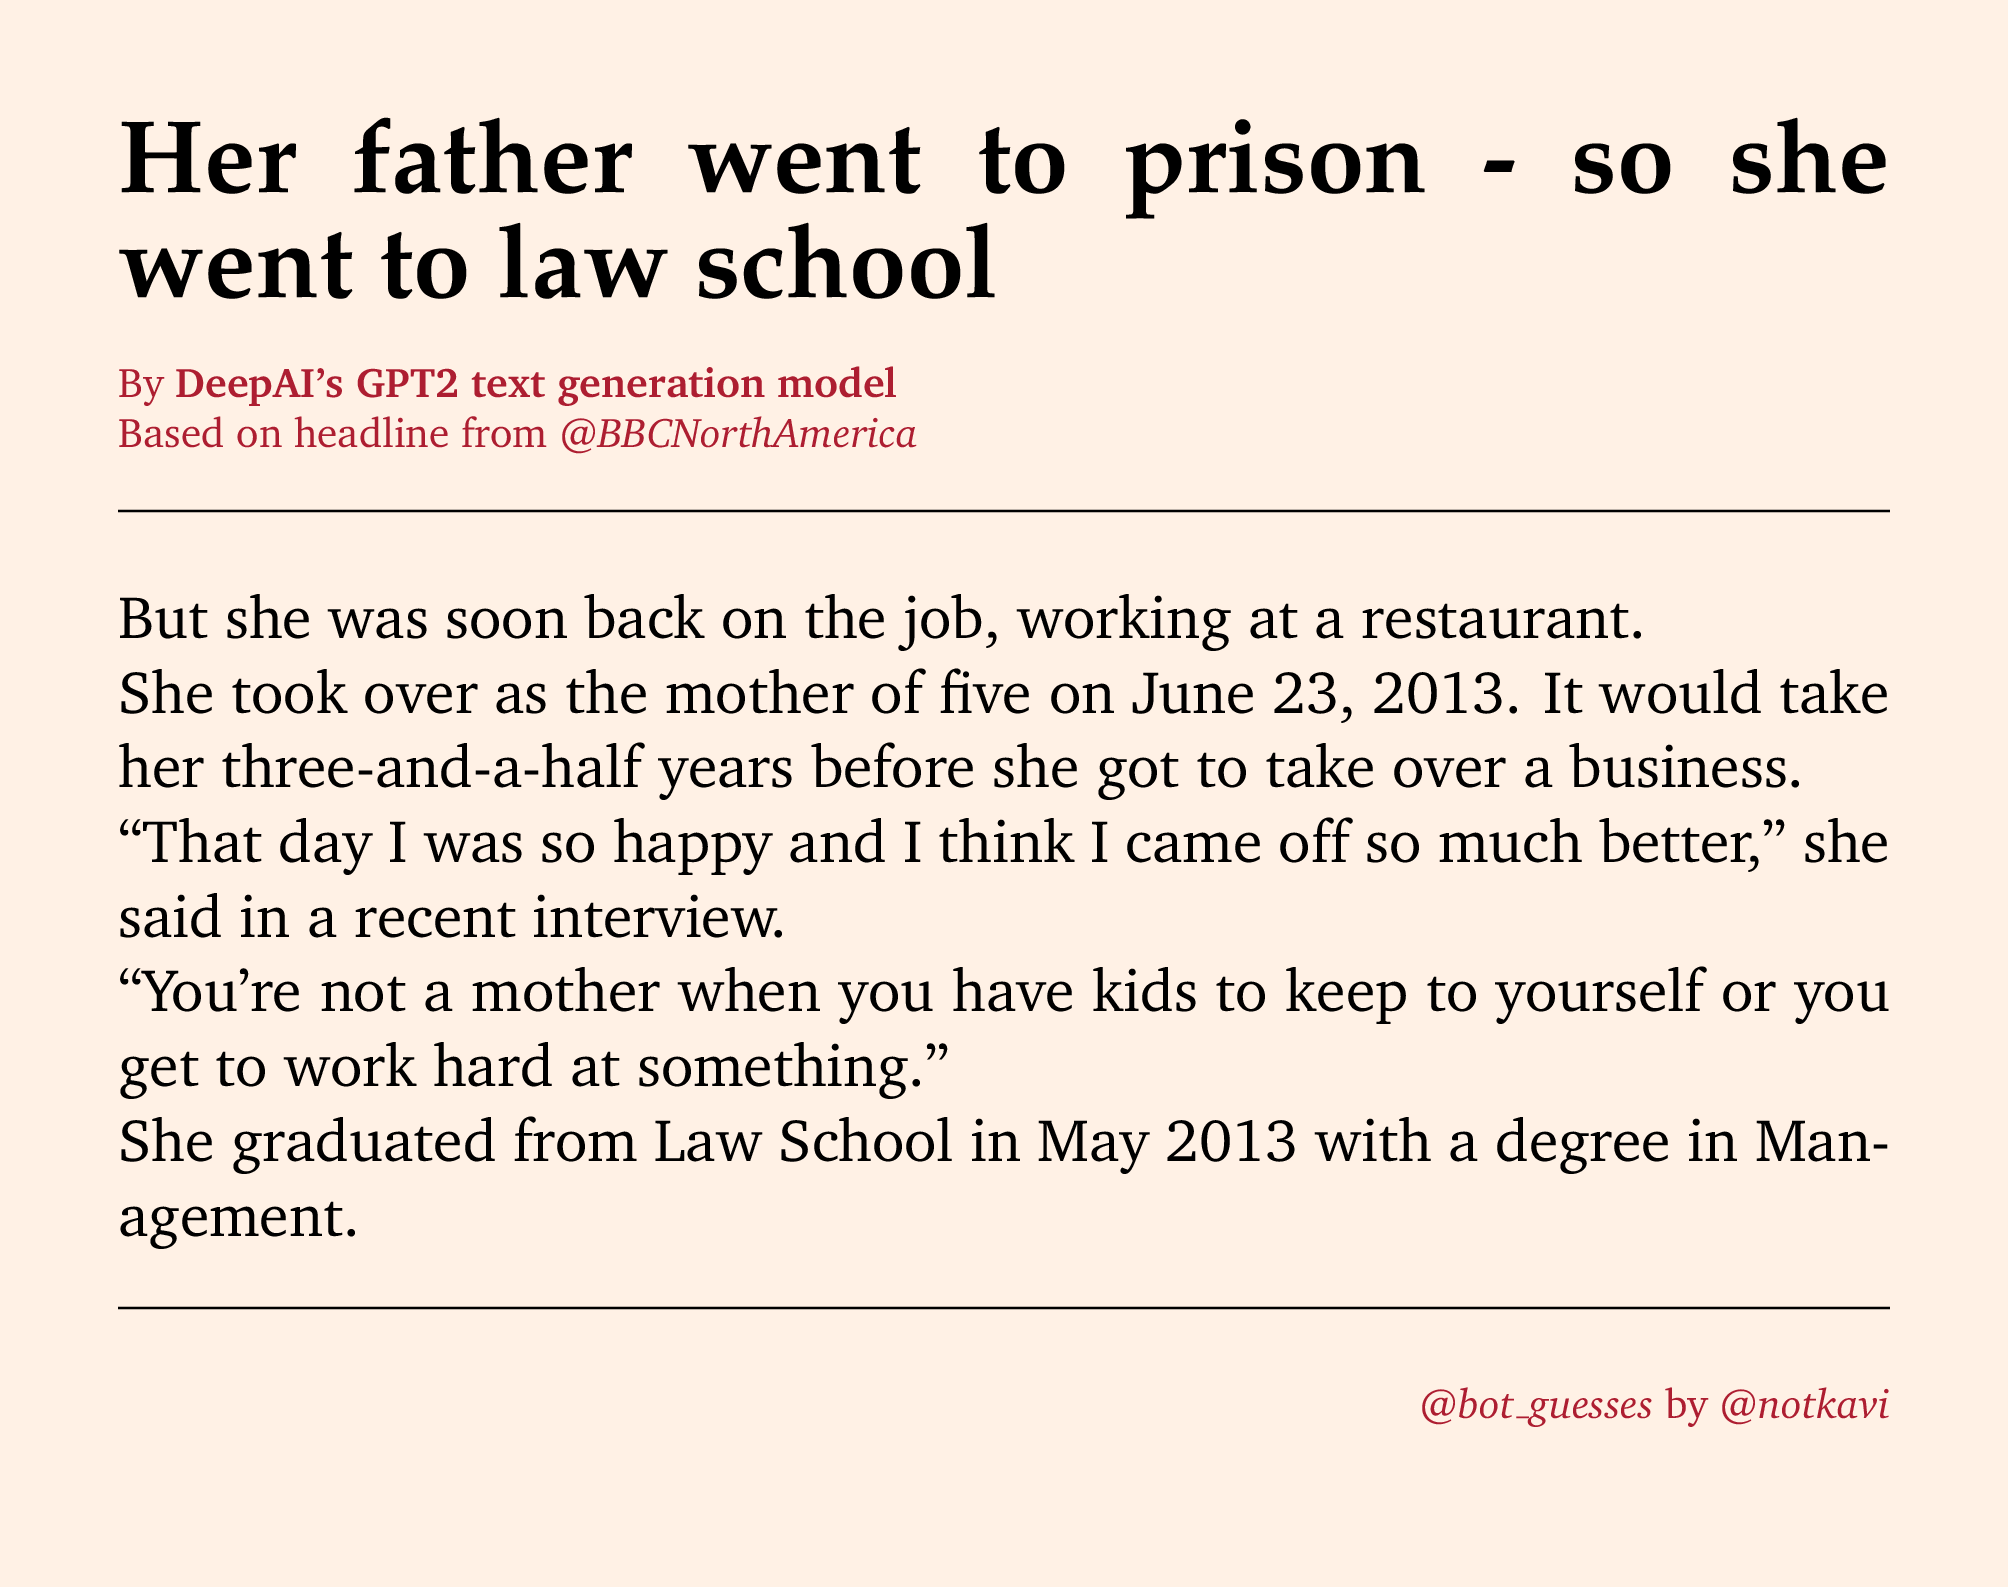 Her father went to prison - so she
went to law school
By DeepAI’s GPT2 text generation model
Based on headline from @BBCNorthAmerica
But she was soon back on the job, working at a restaurant.
She took over as the mother of five on June 23, 2013. It would take
her three-and-a-half years before she got to take over a business.
“That day I was so happy and I think I came off so much better,” she
said in a recent interview.
“You’re not a mother when you have kids to keep to yourself or you
get to work hard at something.”
She graduated from Law School in May 2013 with a degree in Man-
agement.
@bot_guesses by @notkavi